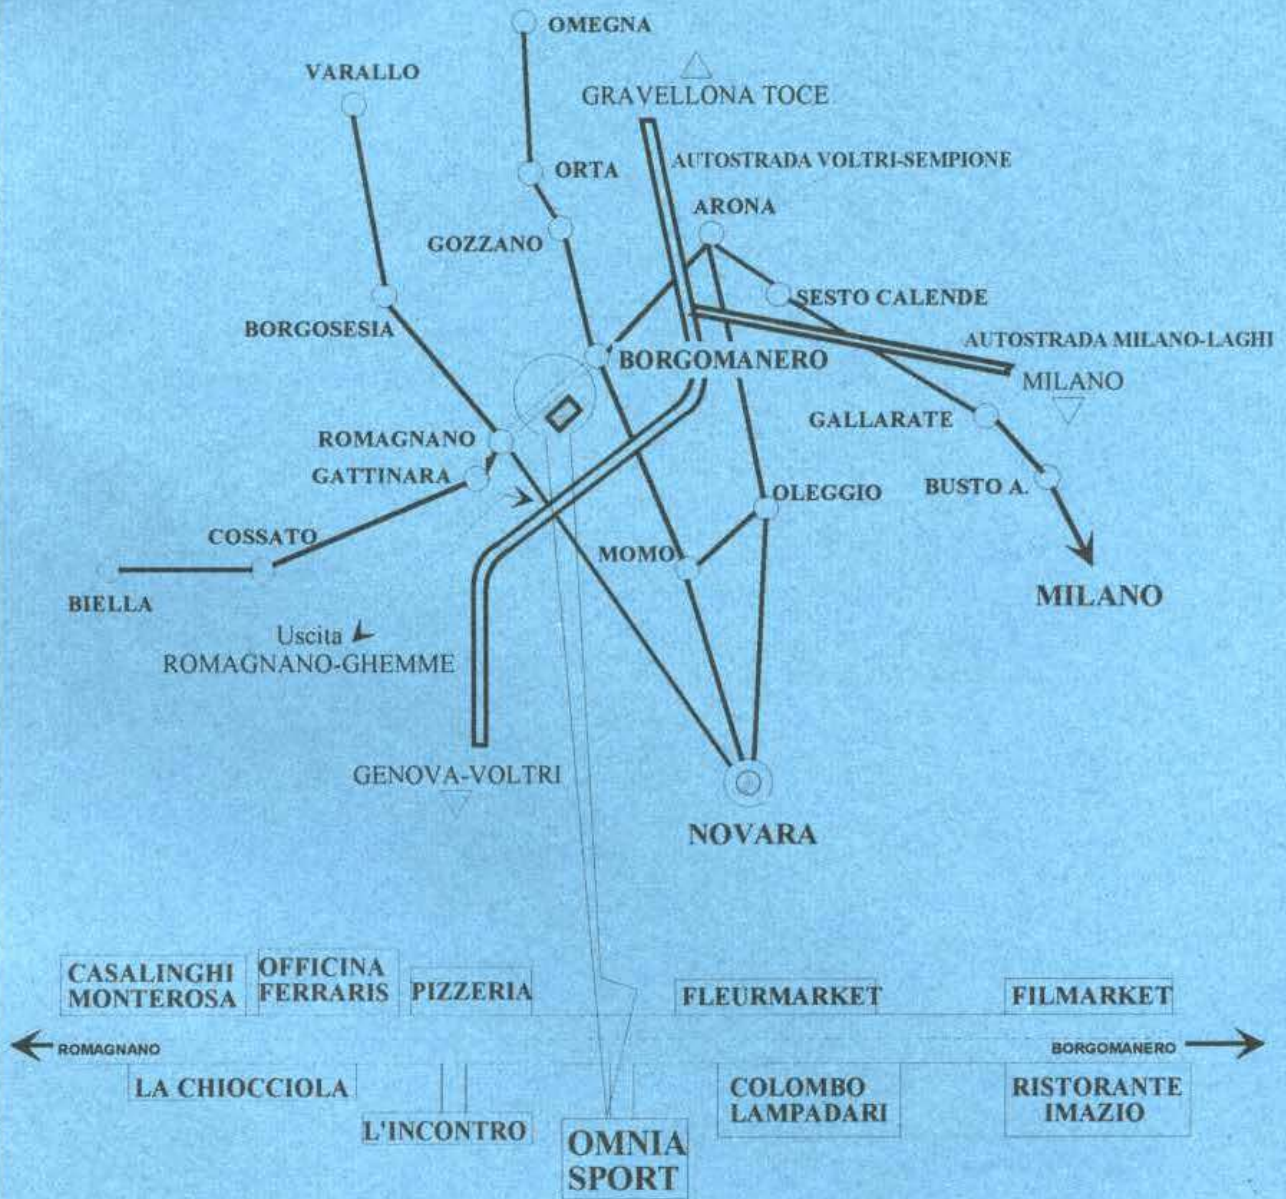 OMEGNA
VARALLO
GRAVELLONA TOCE
AUTOSTRADA VOLTRI-SEMPIONE
ORTA
ARONA
GOZZANO
SESTO CALENDE
BORGOSESIA
AUTOSTRADA MILANO-LAGHI
BORGOMANERO
MILANO
GALLARATE
ROMAGNANO
GATTINARA
BUSTO A.
OLEGGIO
COSSATO
MOMO
BIELLA
MILANO
Uscita
ROMAGNANO-GHEMME
GENOVA-VOLTRI
NOVARA
CASALINGHI
MONTEROSA
OFFICINA
FERRARIS
PIZZERIA
FLEURMARKET
FILMARKET
ROMAGNANO
BORGOMANERO
LA CHIOCCIOLA
L'INCONTRO
OMNIA
SPORT
COLOMBO
LAMPADARI
RISTORANTE
IMAZIO